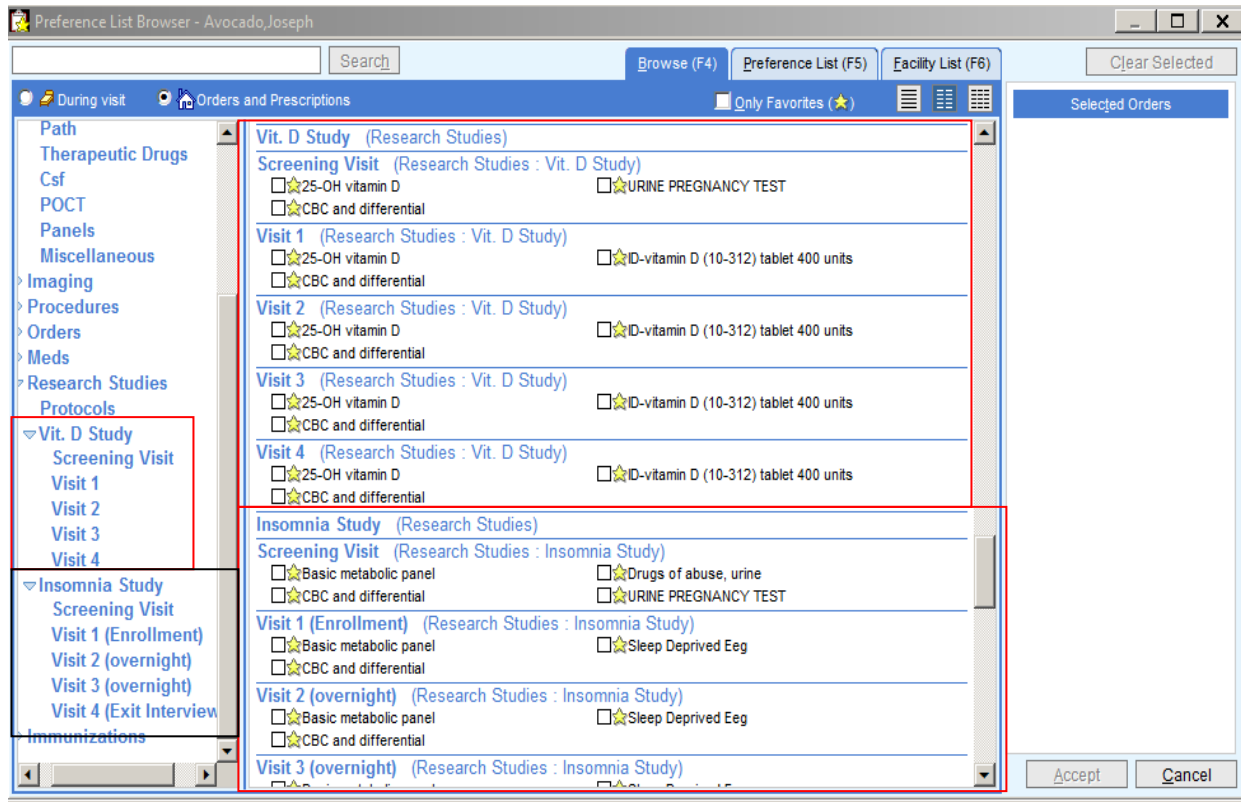 Preference List Browser - Avocado,Joseph
Search
Browse (F4)
Preference List (F5)
Facility List (F6)
Clear Selected
During visit
Orders and Prescriptions
Only Favorites ( )
Selected Orders
Path
Therapeutic Drugs
Csf
POCT
Panels
Miscellaneous
Imaging
Procedures
Orders
Meds
Research Studies
Protocols
Vit. D Study
Screening Visit
Visit 1
Visit 2
Visit 3
Visit 4
Insomnia Study
Screening Visit
Visit 1 (Enrollment)
Visit 2 (overnight)
Visit 3 (overnight)
Visit 4 (Exit Interview
Immunizations
Vit. D Study (Research Studies)
Screening Visit (Research Studies : Vit. D Study)
25-OH vitamin D URINE PREGNANCY TEST
CBC and differential
Visit 1 (Research Studies : Vit. D Study)
25-OH vitamin D ID-vitamin D (10-312) tablet 400 units
CBC and differential
Visit 2 (Research Studies : Vit. D Study)
25-OH vitamin D ID-vitamin D (10-312) tablet 400 units
CBC and differential
Visit 3 (Research Studies : Vit. D Study)
25-OH vitamin D ID-vitamin D (10-312) tablet 400 units
CBC and differential
Visit 4 (Research Studies : Vit. D Study)
25-OH vitamin D ID-vitamin D (10-312) tablet 400 units
CBC and differential
Insomnia Study (Research Studies)
Screening Visit (Research Studies : Insomnia Study)
Basic metabolic panel Drugs of abuse, urine
CBC and differential URINE PREGNANCY TEST
Visit 1 (Enrollment) (Research Studies : Insomnia Study)
Basic metabolic panel Sleep Deprived Eeg
CBC and differential
Visit 2 (overnight) (Research Studies : Insomnia Study)
Basic metabolic panel Sleep Deprived Eeg
CBC and differential
Visit 3 (overnight) (Research Studies : Insomnia Study)
Accept
Cancel